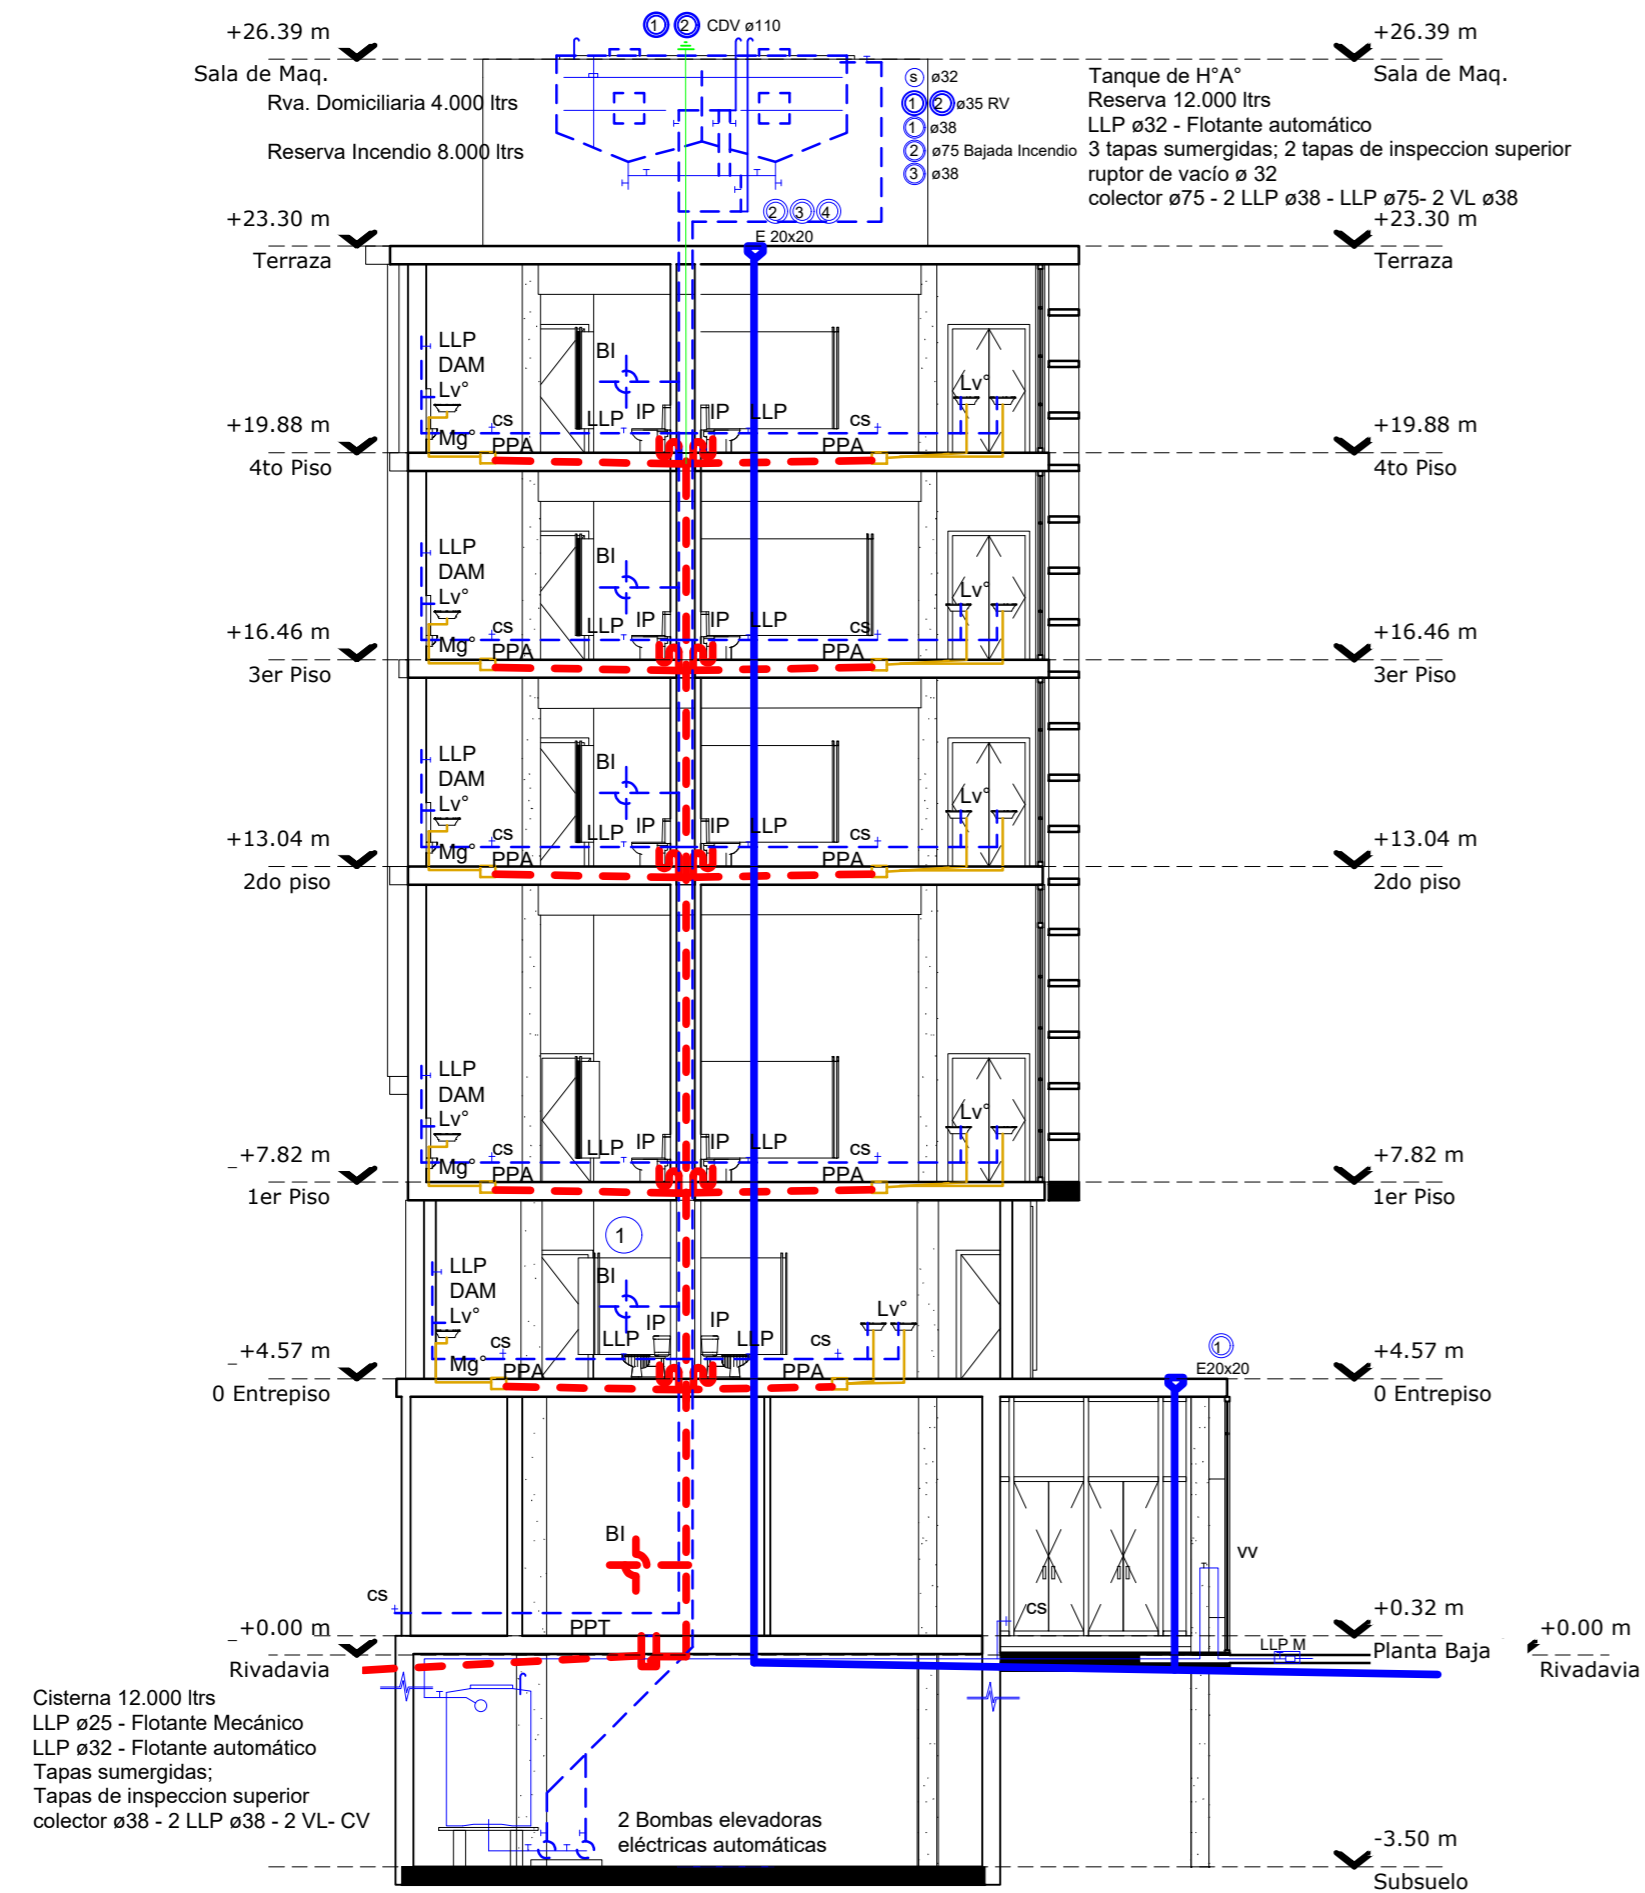 +26.39 m
1 2 CDV ø110
+26.39 m
Sala de Maq.
Sala de Maq.
Rva. Domiciliaria 4.000 ltrs
Reserva Incendio 8.000 ltrs
s ø32
1 2 ø35 RV
1 ø38
2 ø75 Bajada Incendio
3 ø38
Tanque de H°A°
Reserva 12.000 ltrs
LLP ø32 - Flotante automático
3 tapas sumergidas; 2 tapas de inspeccion superior
ruptor de vacío ø 32
colector ø75 - 2 LLP ø38 - LLP ø75- 2 VL ø38
2 3 4
+23.30 m
E 20x20
+23.30 m
Terraza
Terraza
LLP
DAM
Lv°
BI
Lv°
+19.88 m
Mg°
cs
PPA
LLP
IP
IP
LLP
cs
PPA
+19.88 m
4to Piso
4to Piso
LLP
DAM
Lv°
BI
Lv°
+16.46 m
Mg°
cs
PPA
LLP
IP
IP
LLP
cs
PPA
+16.46 m
3er Piso
3er Piso
LLP
DAM
Lv°
BI
Lv°
+13.04 m
Mg°
cs
PPA
LLP
IP
IP
LLP
cs
PPA
+13.04 m
2do piso
2do piso
LLP
DAM
Lv°
Lv°
+7.82 m
Mg°
cs
PPA
LLP
IP
IP
LLP
cs
PPA
+7.82 m
1er Piso
1er Piso
1
LLP
DAM
Lv°
BI
Lv°
+4.57 m
Mg°
cs
PPA
LLP
IP
IP
LLP
cs
PPA
1
E20x20
+4.57 m
0 Entrepiso
0 Entrepiso
BI
VV
cs
cs
+0.00 m
PPT
+0.32 m
+0.00 m
Rivadavia
LLP M
Planta Baja
Rivadavia
Cisterna 12.000 ltrs
LLP ø25 - Flotante Mecánico
LLP ø32 - Flotante automático
Tapas sumergidas;
Tapas de inspeccion superior
colector ø38 - 2 LLP ø38 - 2 VL- CV
2 Bombas elevadoras
eléctricas automáticas
-3.50 m
Subsuelo